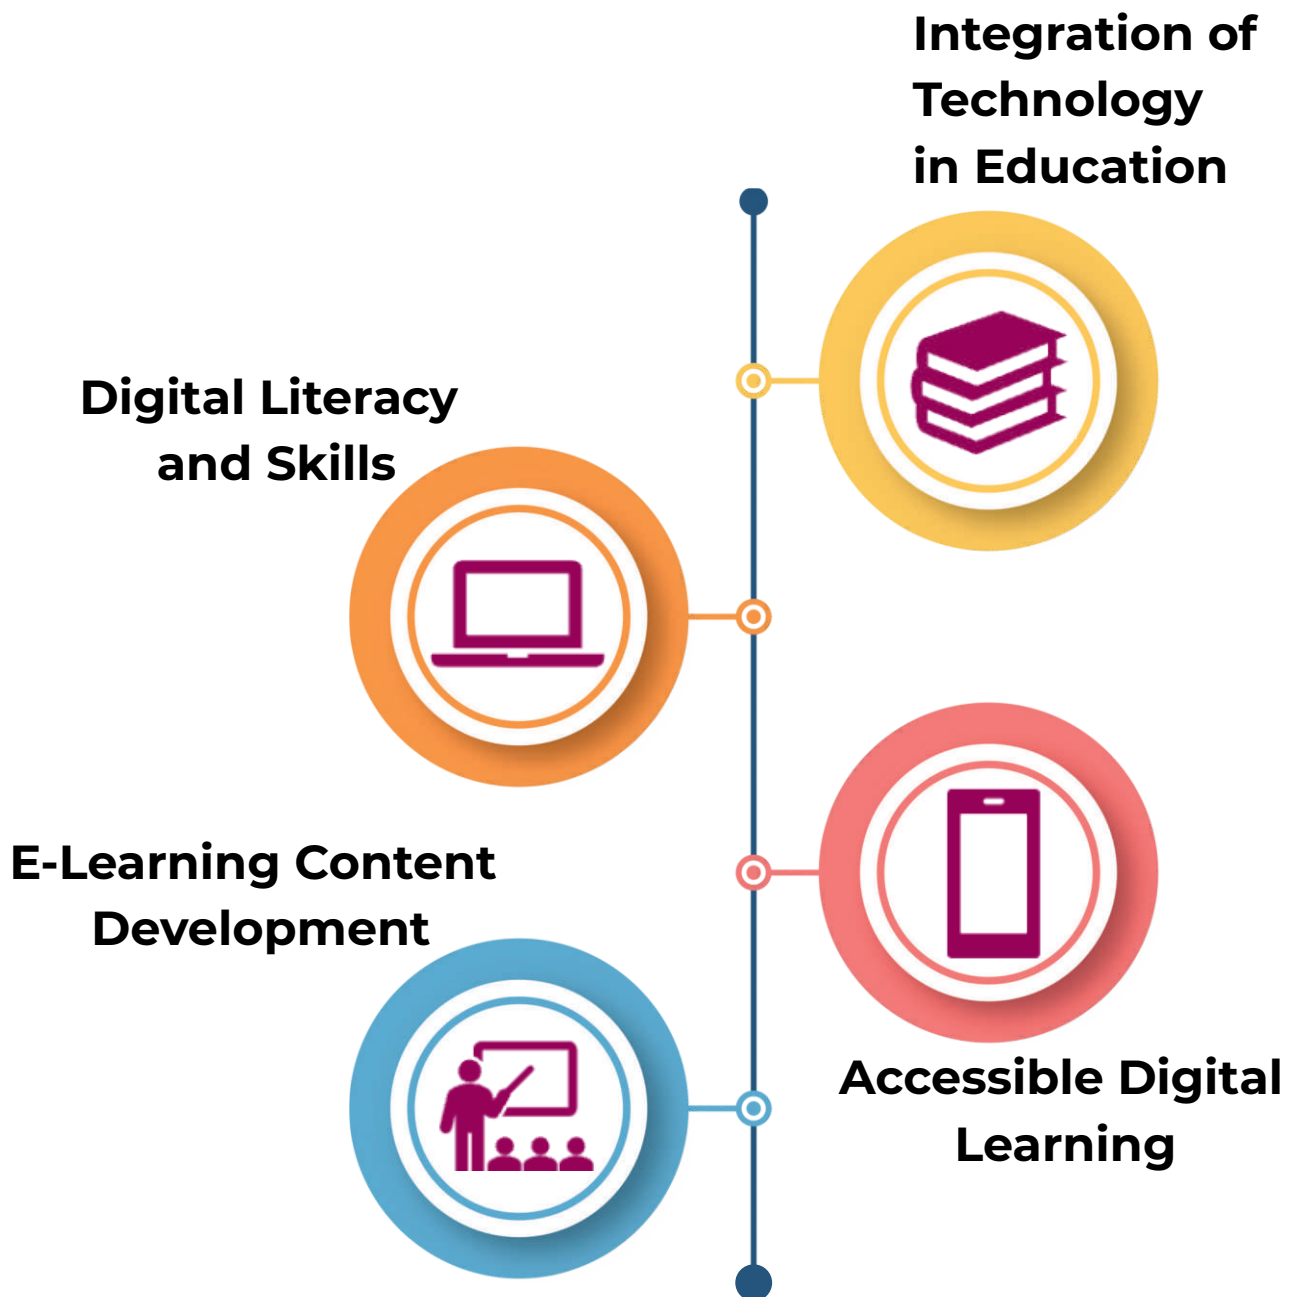 Integration of
Technology
in Education
Digital Literacy
and Skills
E-Learning Content
Development
Accessible Digital
Learning